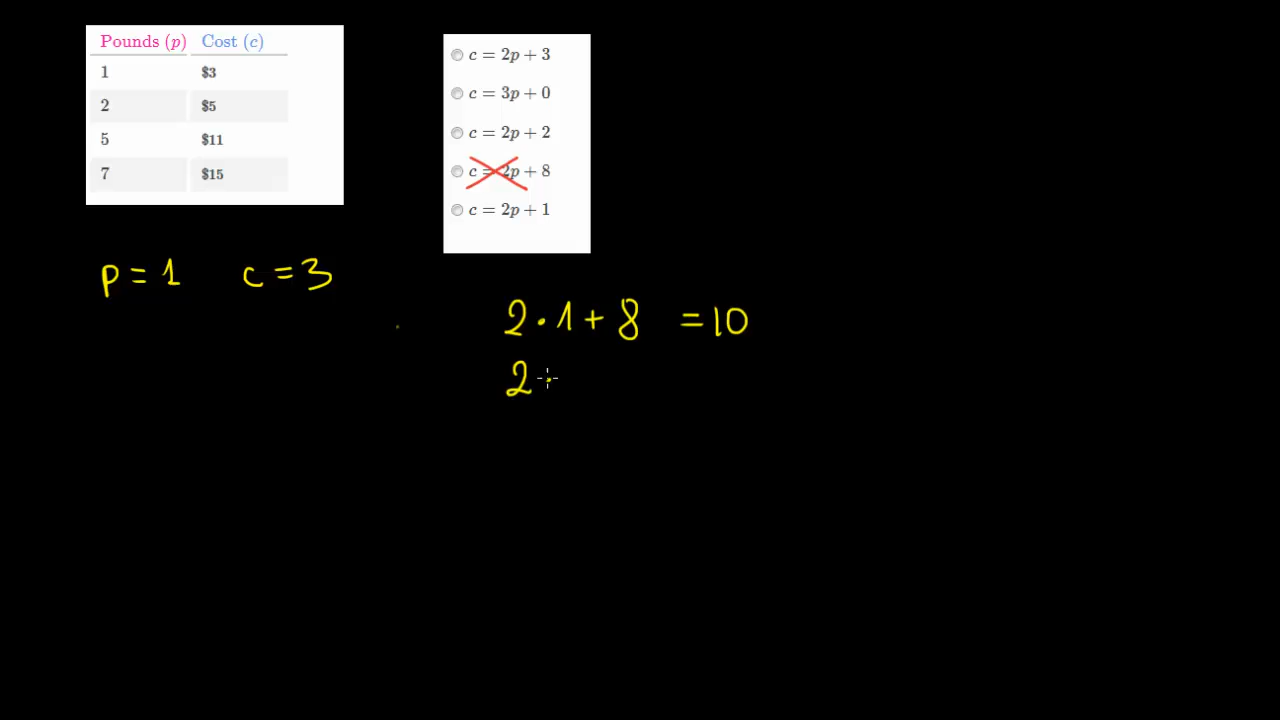 Pounds (p) Cost (c)
1 $3
2 $5
5 $11
7 $15
c = 2p + 3
c = 3p + 0
c = 2p + 2
c = 2p + 8
c = 2p + 1
p = 1 c = 3
2 · 1 + 8 = 10
2 ·